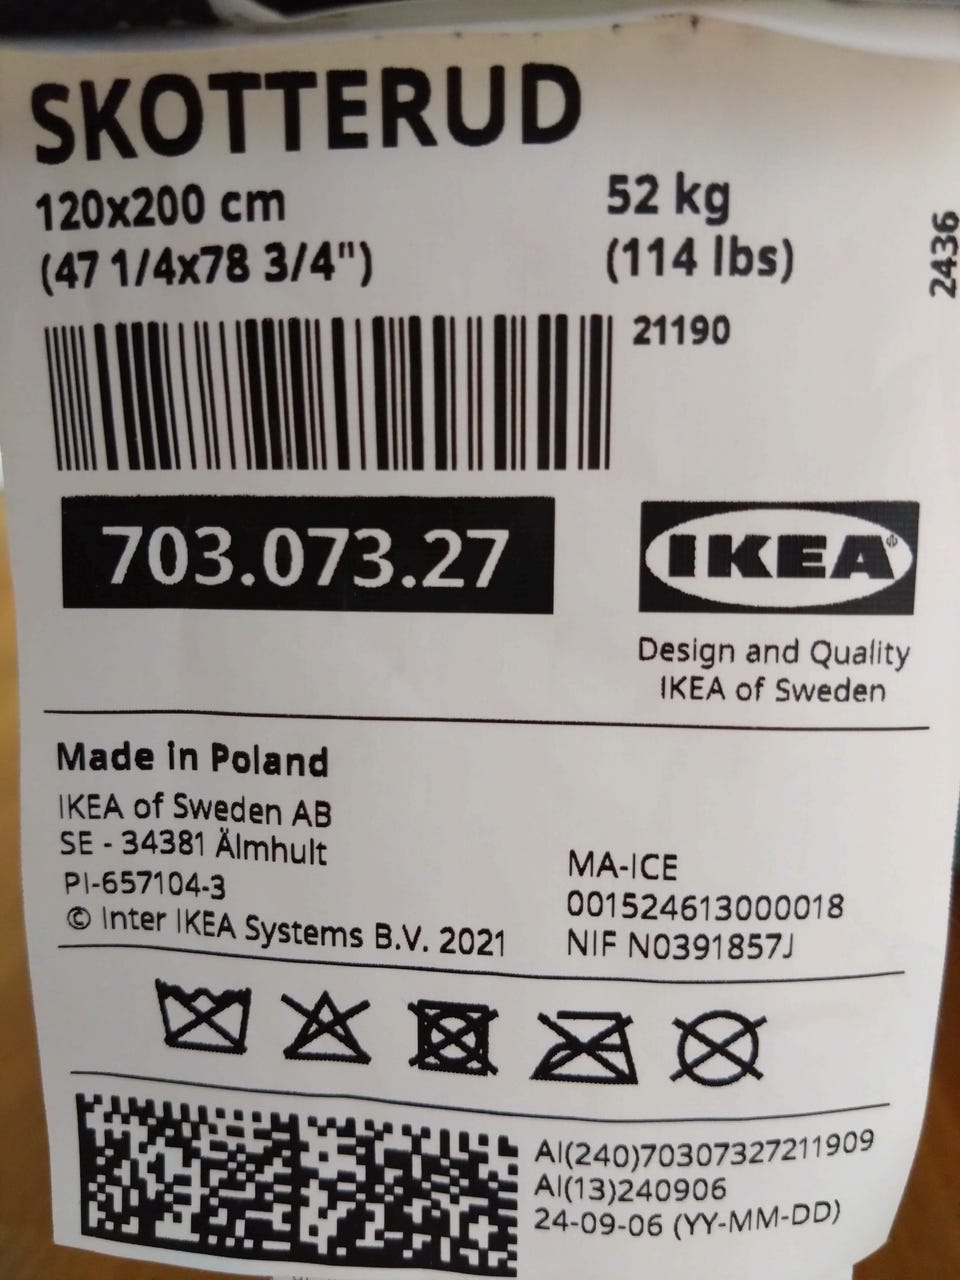 SKOTTERUD
120x200 cm
(47 1/4x78 3/4")
52 kg
(114 lbs)
2436
21190
703.073.27
IKEA
Design and Quality
IKEA of Sweden
Made in Poland
IKEA of Sweden AB
SE - 34381 Älmhult
PI-657104-3
© Inter IKEA Systems B.V. 2021
MA-ICE
001524613000018
NIF N0391857J
AI(240)70307327211909
AI(13)240906
24-09-06 (YY-MM-DD)